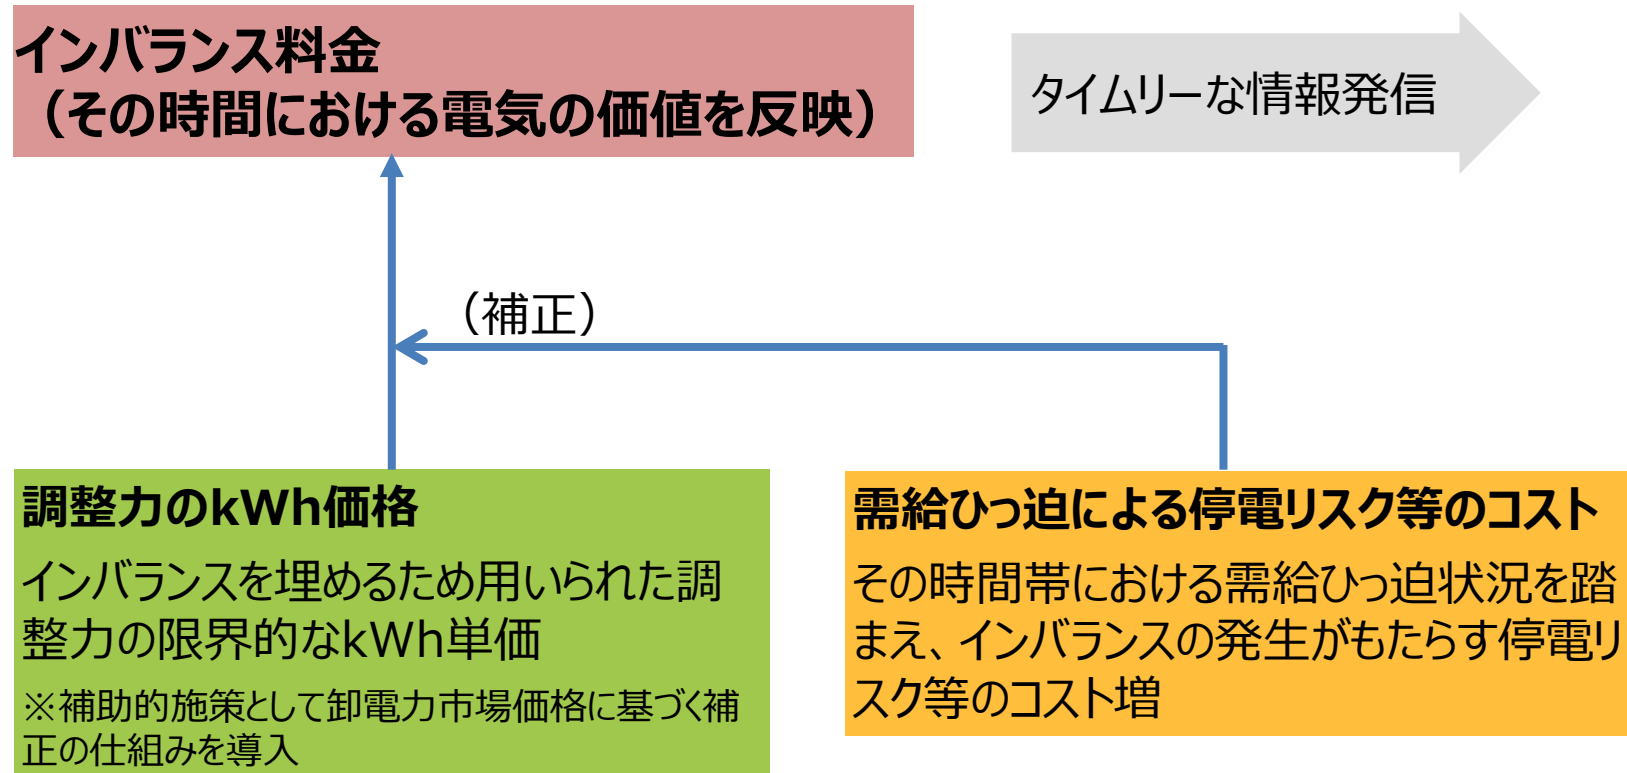 インバランス料金
（その時間における電気の価値を反映）
タイムリーな情報発信
（補正）
調整力のkWh価格
インバランスを埋めるため用いられた調
整力の限界的なkWh単価
※補助的施策として卸電力市場価格に基づく補
正の仕組みを導入
需給ひっ迫による停電リスク等のコスト
その時間帯における需給ひっ迫状況を踏
まえ、インバランスの発生がもたらす停電リ
スク等のコスト増